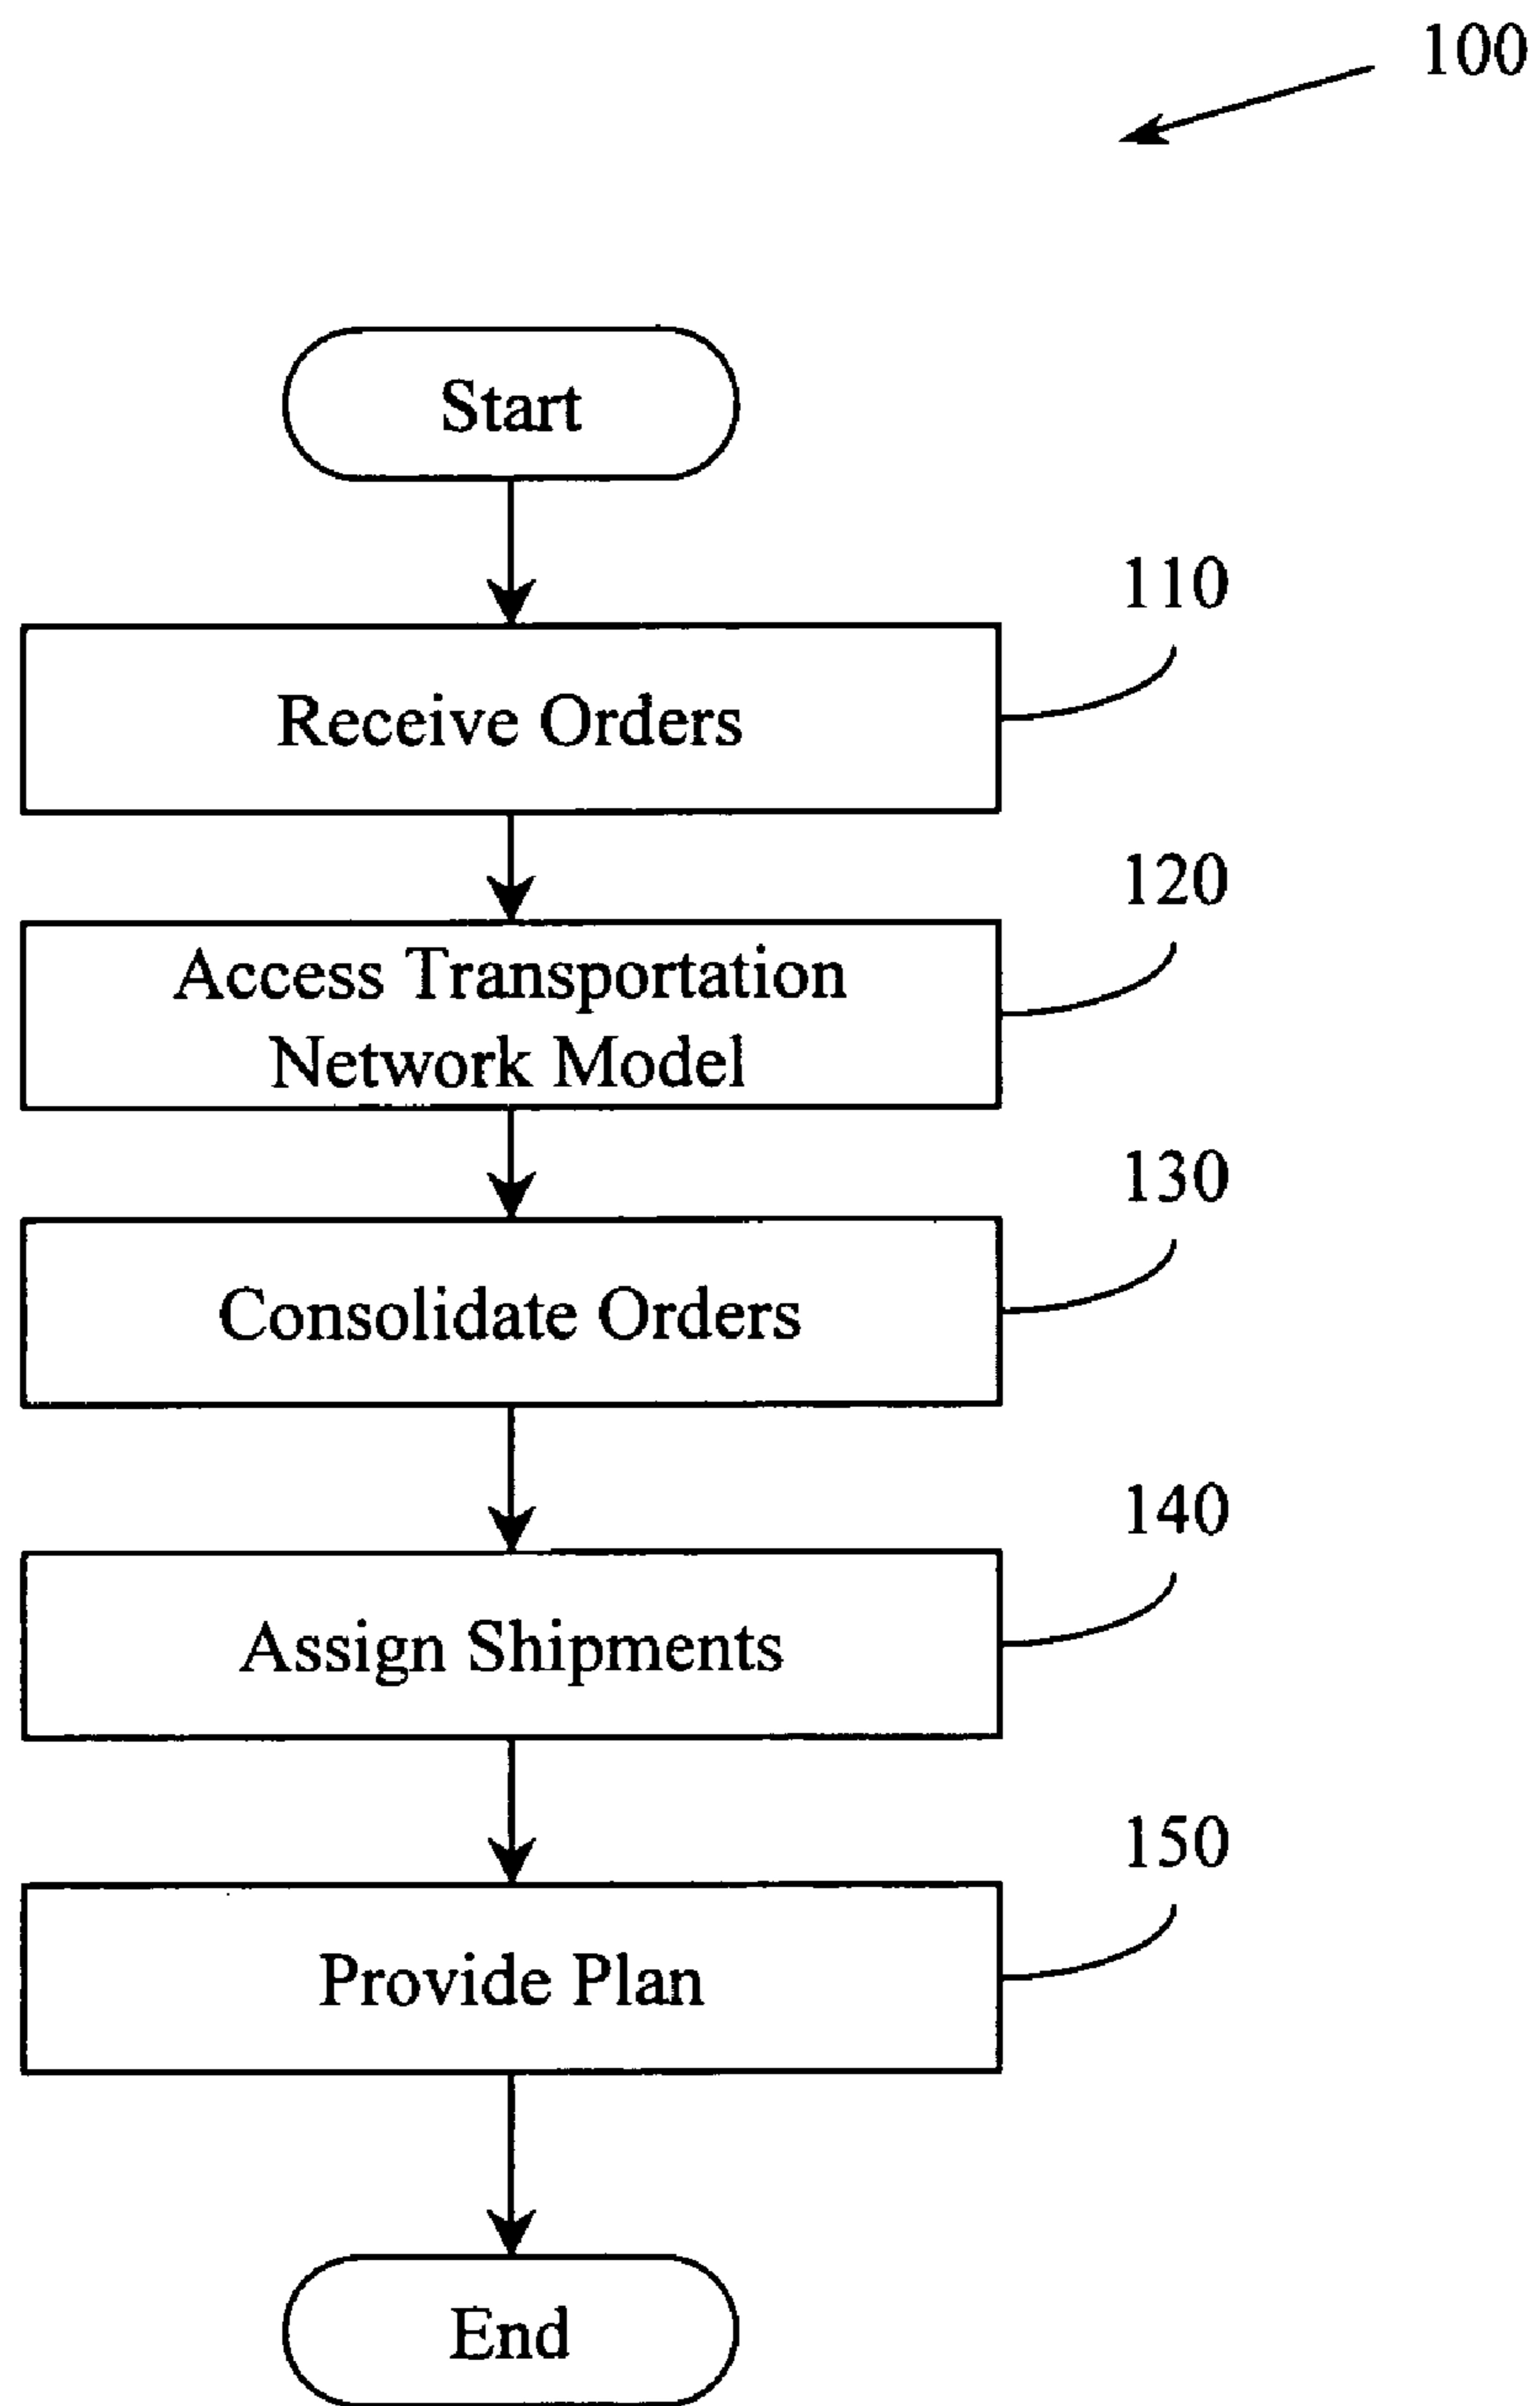 100
Start
110
Receive Orders
120
Access Transportation
Network Model
130
Consolidate Orders
140
Assign Shipments
150
Provide Plan
End